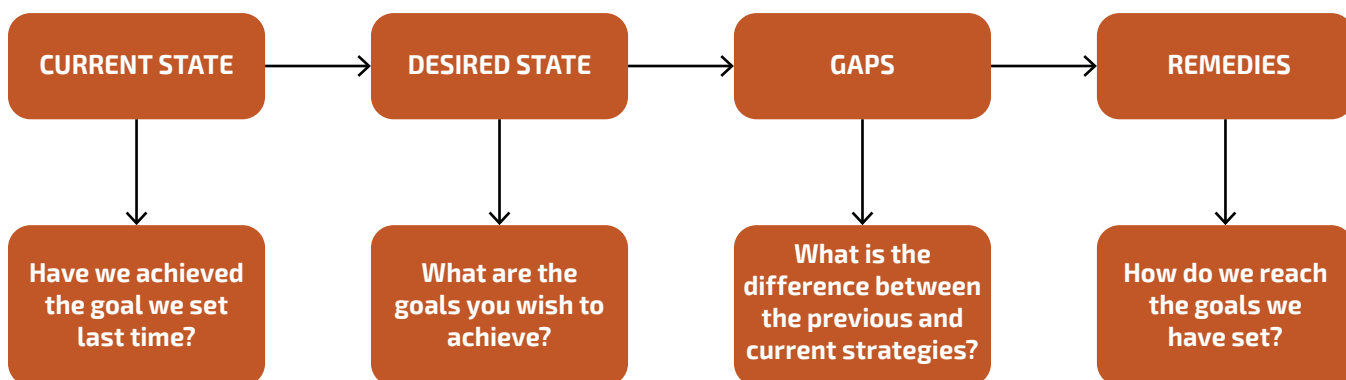 CURRENT STATE
DESIRED STATE
GAPS
REMEDIES
Have we achieved
the goal we set
last time?
What are the
goals you wish to
achieve?
What is the
difference between
the previous and
current strategies?
How do we reach
the goals we
have set?